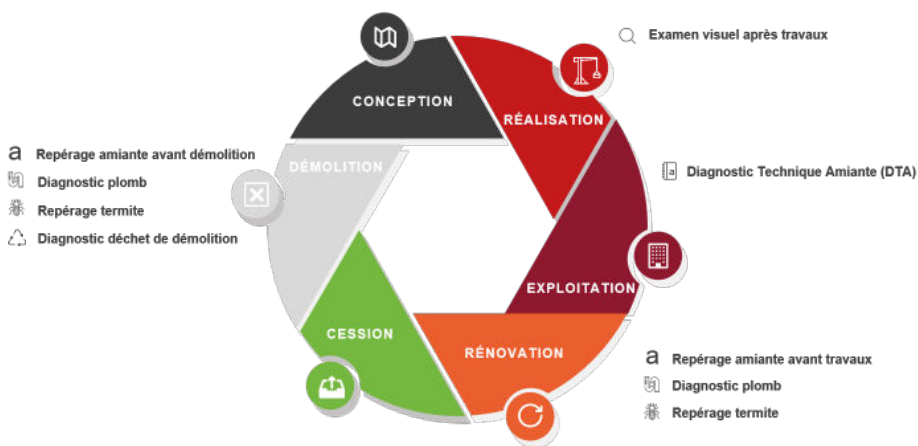 CONCEPTION
RÉALISATION
Examen visuel après travaux
EXPLOITATION
a Diagnostic Technique Amiante (DTA)
RÉNOVATION
a Repérage amiante avant travaux
Diagnostic plomb
Repérage termite
CESSION
DÉMOLITION
a Repérage amiante avant démolition
Diagnostic plomb
Repérage termite
Diagnostic déchet de démolition